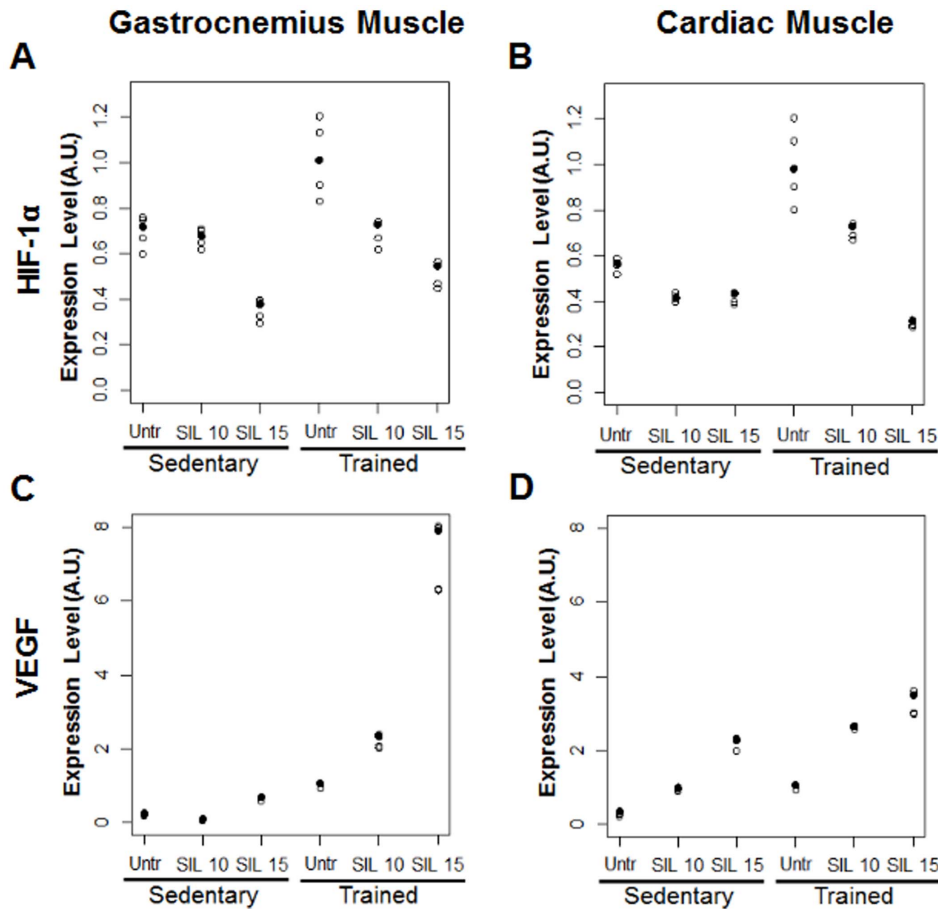 Gastrocnemius Muscle
Cardiac Muscle
A
B
HIF-1α
Expression Level (A.U.)
1.2
1.0
0.8
0.6
0.4
0.2
0.0
Untr SIL 10 SIL 15 Untr SIL 10 SIL 15
Sedentary Trained
Expression Level (A.U.)
1.2
1.0
0.8
0.6
0.4
0.2
0.0
Untr SIL 10 SIL 15 Untr SIL 10 SIL 15
Sedentary Trained
C
D
VEGF
Expression Level (A.U.)
8
6
4
2
0
Untr SIL 10 SIL 15 Untr SIL 10 SIL 15
Sedentary Trained
Expression Level (A.U.)
8
6
4
2
0
Untr SIL 10 SIL 15 Untr SIL 10 SIL 15
Sedentary Trained